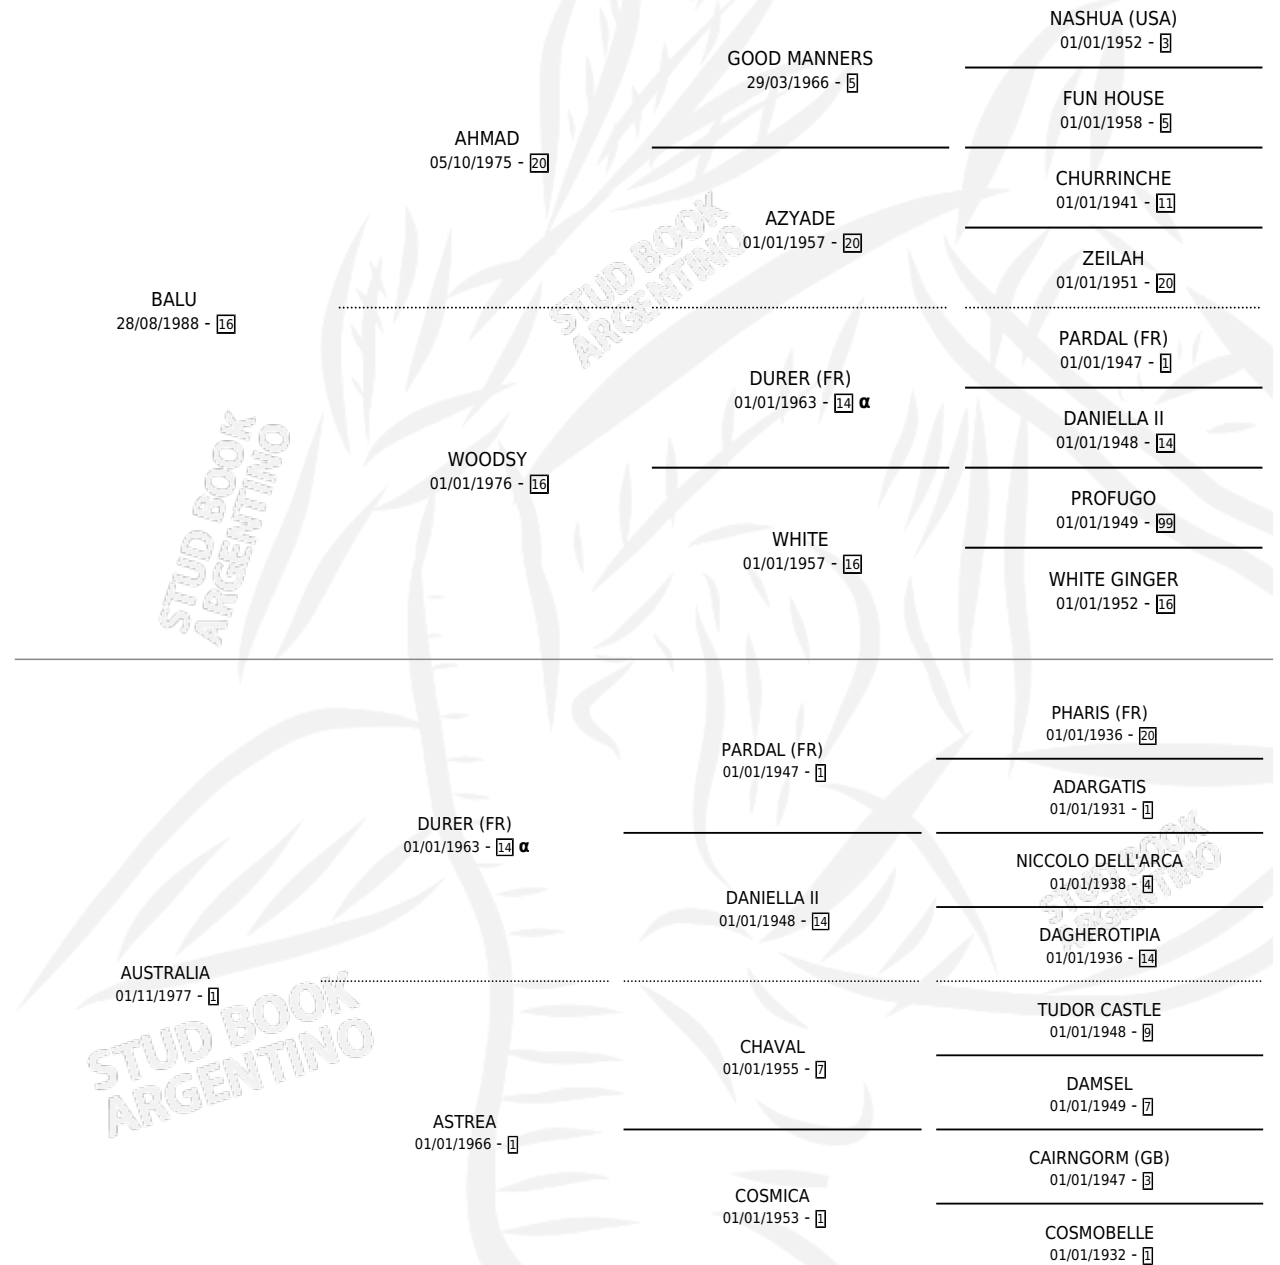 NASHUA (USA)
01/01/1952 - 3
GOOD MANNERS
29/03/1966 - 5
FUN HOUSE
01/01/1958 - 5
AHMAD
05/10/1975 - 20
CHURRINCHE
01/01/1941 - 11
AZYADE
01/01/1957 - 20
ZEILAH
01/01/1951 - 20
STUD BOOK
ARGENTINO
BALU
28/08/1988 - 16
PARDAL (FR)
01/01/1947 - 1
DURER (FR)
01/01/1963 - 14 α
DANIELLA II
01/01/1948 - 14
WOODSY
01/01/1976 - 16
PROFUGO
01/01/1949 - 99
WHITE
01/01/1957 - 16
WHITE GINGER
01/01/1952 - 16
STUD BOOK
ARGENTINO
PHARIS (FR)
01/01/1936 - 20
PARDAL (FR)
01/01/1947 - 1
ADARGATIS
01/01/1931 - 1
DURER (FR)
01/01/1963 - 14 α
NICCOLO DELL'ARCA
01/01/1938 - 4
DANIELLA II
01/01/1948 - 14
DAGHEROTIPIA
01/01/1936 - 14
STUD BOOK
ARGENTINO
AUSTRALIA
01/11/1977 - 1
TUDOR CASTLE
01/01/1948 - 9
CHAVAL
01/01/1955 - 7
DAMSEL
01/01/1949 - 7
STUD BOOK
ARGENTINO
ASTREA
01/01/1966 - 1
CAIRNGORM (GB)
01/01/1947 - 3
COSMICA
01/01/1953 - 1
COSMOBELLE
01/01/1932 - 1